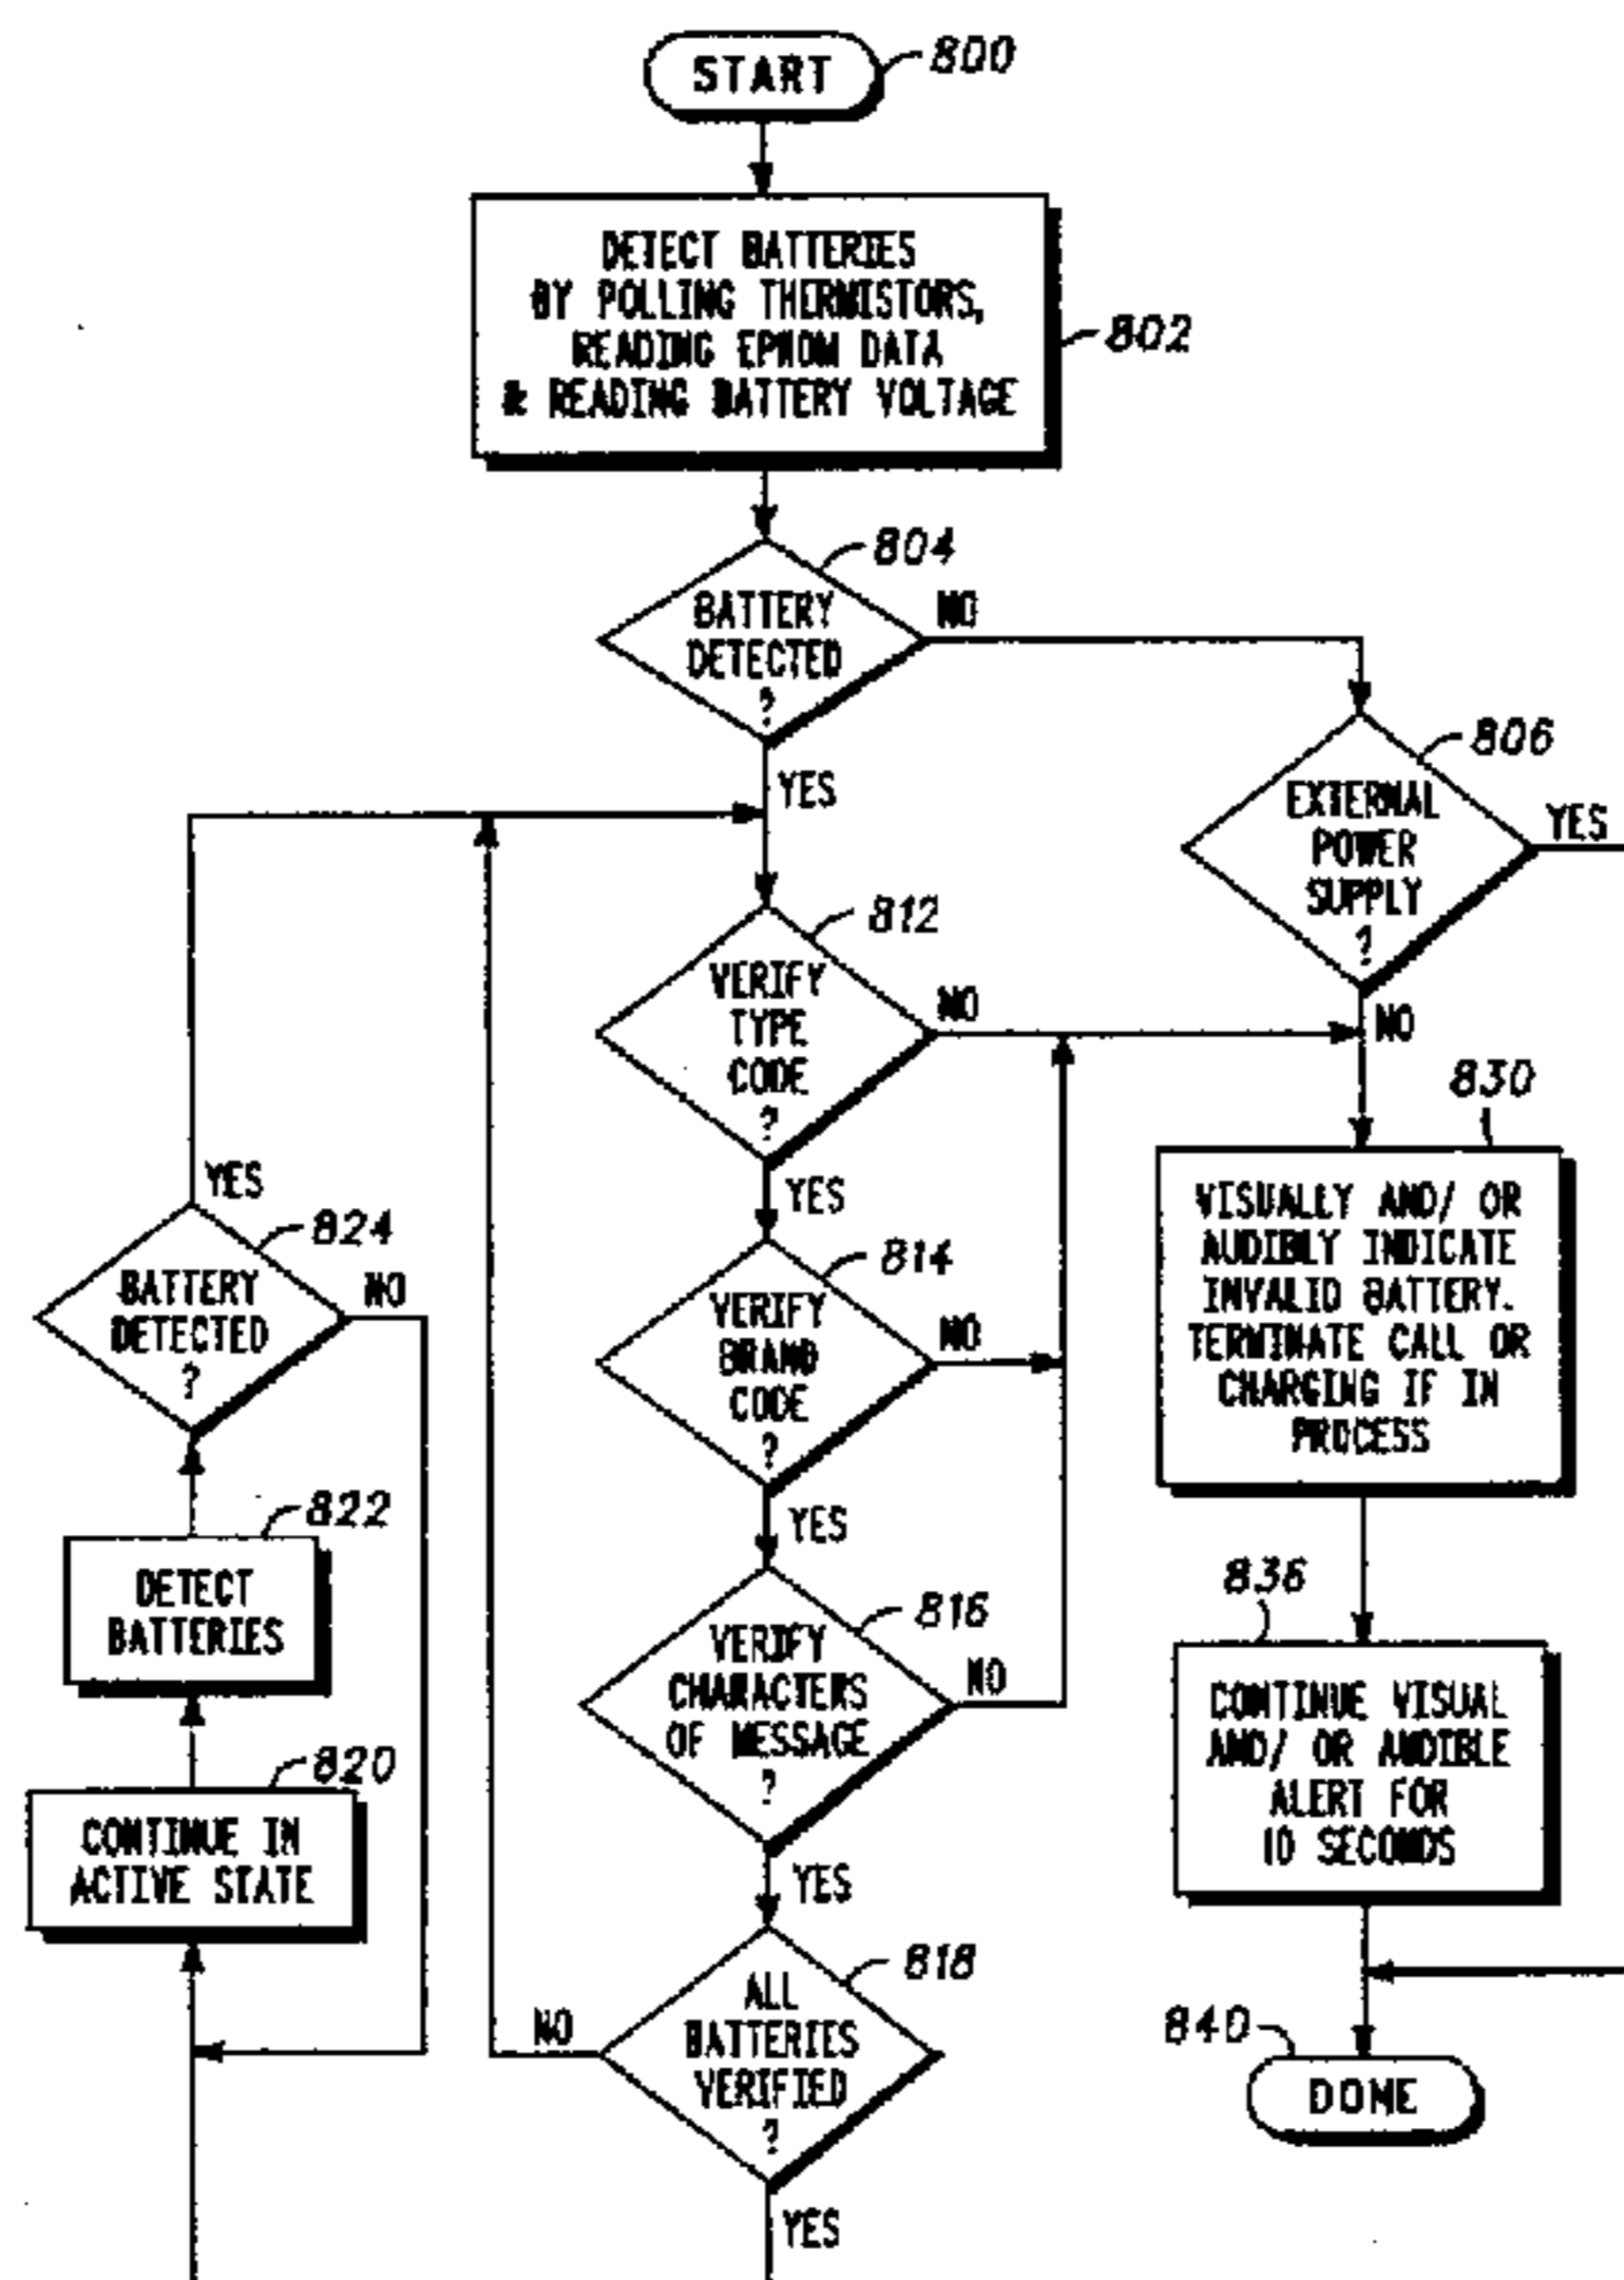 START
800
DETECT BATTERIES
BY POLLING THERMISTORS,
READING EPROM DATA
& READING BATTERY VOLTAGE
802
804
BATTERY
DETECTED
?
NO
YES
806
EXTERNAL
POWER
SUPPLY
?
YES
NO
812
VERIFY
TYPE
CODE
?
NO
YES
830
VISUALLY AND/ OR
AUDIBLY INDICATE
INVALID BATTERY.
TERMINATE CALL OR
CHARGING IF IN
PROCESS
YES
824
BATTERY
DETECTED
?
NO
814
VERIFY
BRAND
CODE
?
NO
YES
822
DETECT
BATTERIES
816
VERIFY
CHARACTERS
OF MESSAGE
?
NO
YES
836
CONTINUE VISUAL
AND/ OR AUDIBLE
ALERT FOR
10 SECONDS
820
CONTINUE IN
ACTIVE STATE
818
ALL
BATTERIES
VERIFIED
?
NO
YES
840
DONE